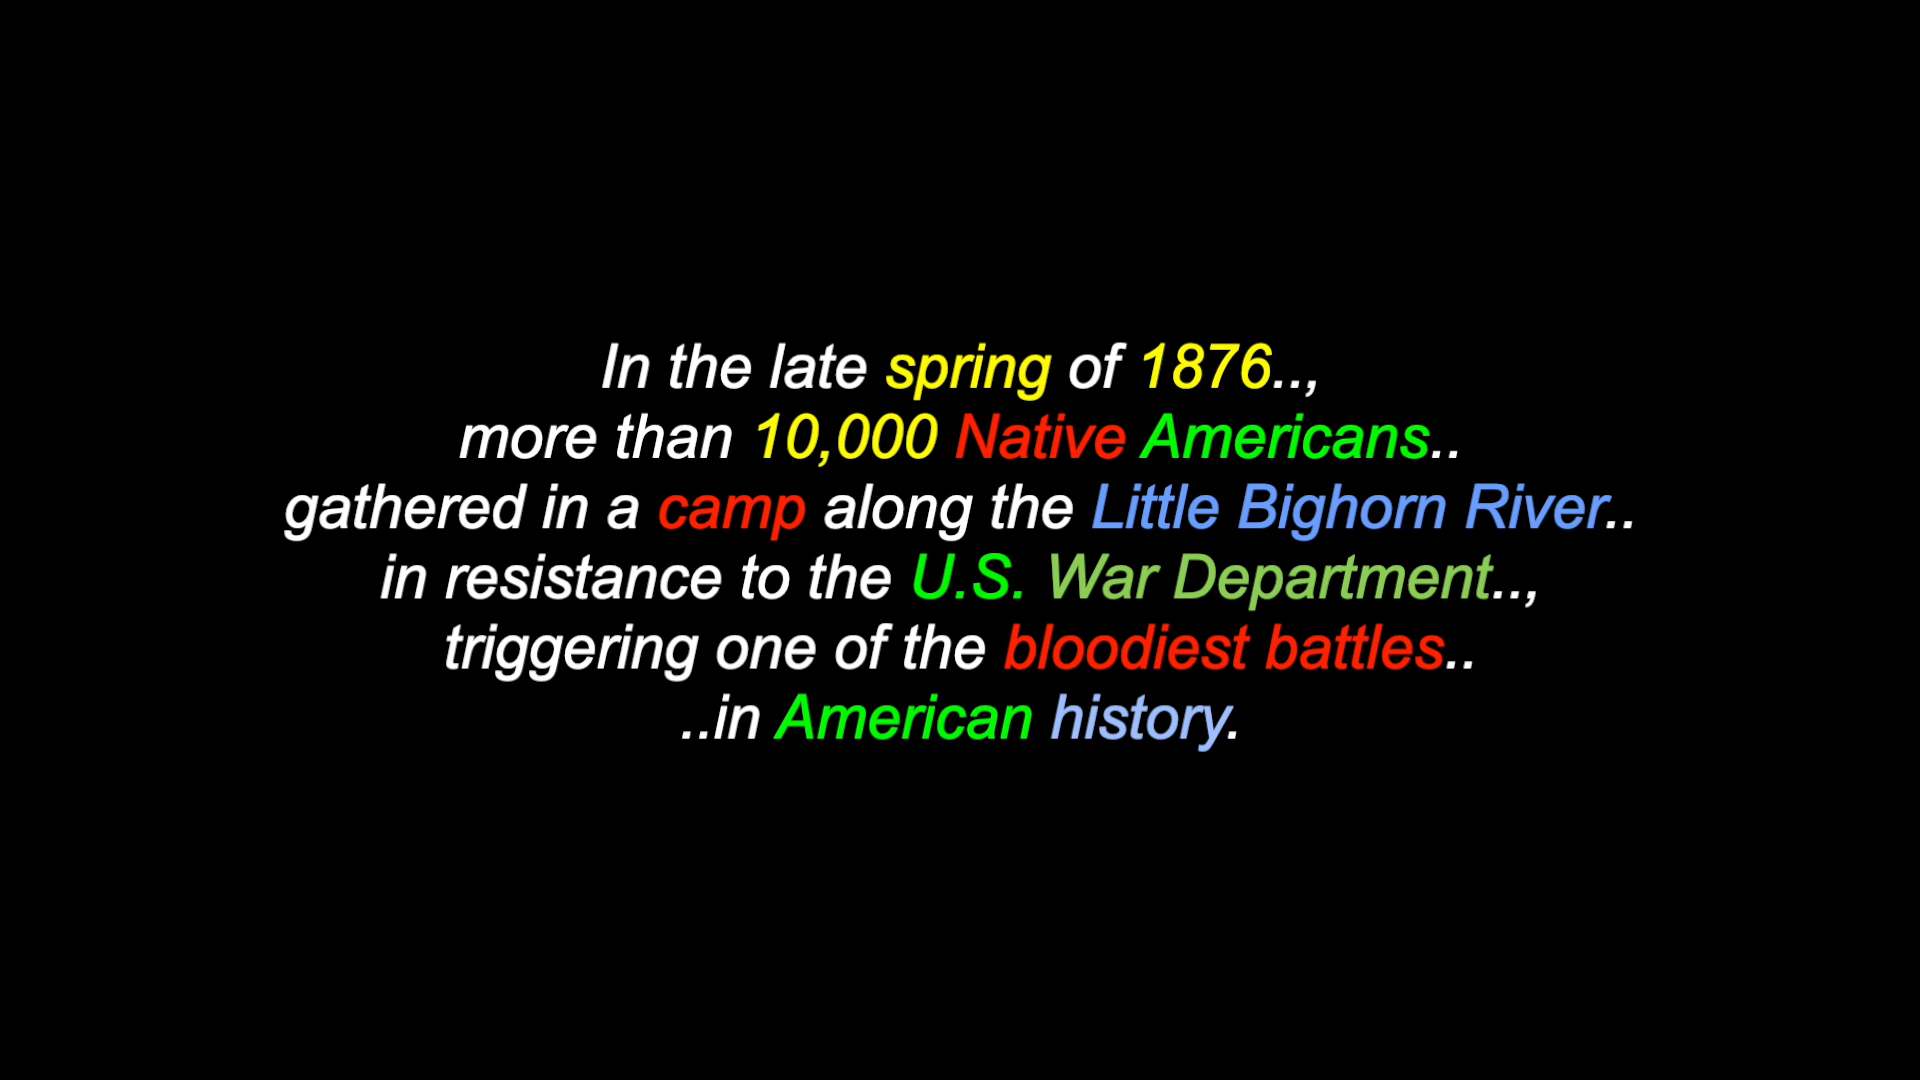 In the late spring of 1876..,
more than 10,000 Native Americans..
gathered in a camp along the Little Bighorn River..
in resistance to the U.S. War Department..,
triggering one of the bloodiest battles..
..in American history.